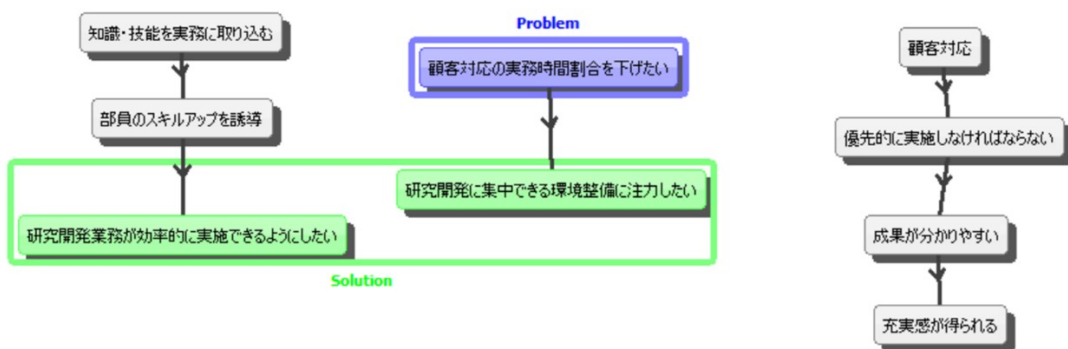 知識・技能を実務に取り込む
部員のスキルアップを誘導
研究開発業務が効率的に実施できるようにしたい
Problem
顧客対応の実務時間割合を下げたい
研究開発に集中できる環境整備に注力したい
Solution
顧客対応
優先的に実施しなければならない
成果が分かりやすい
充実感が得られる